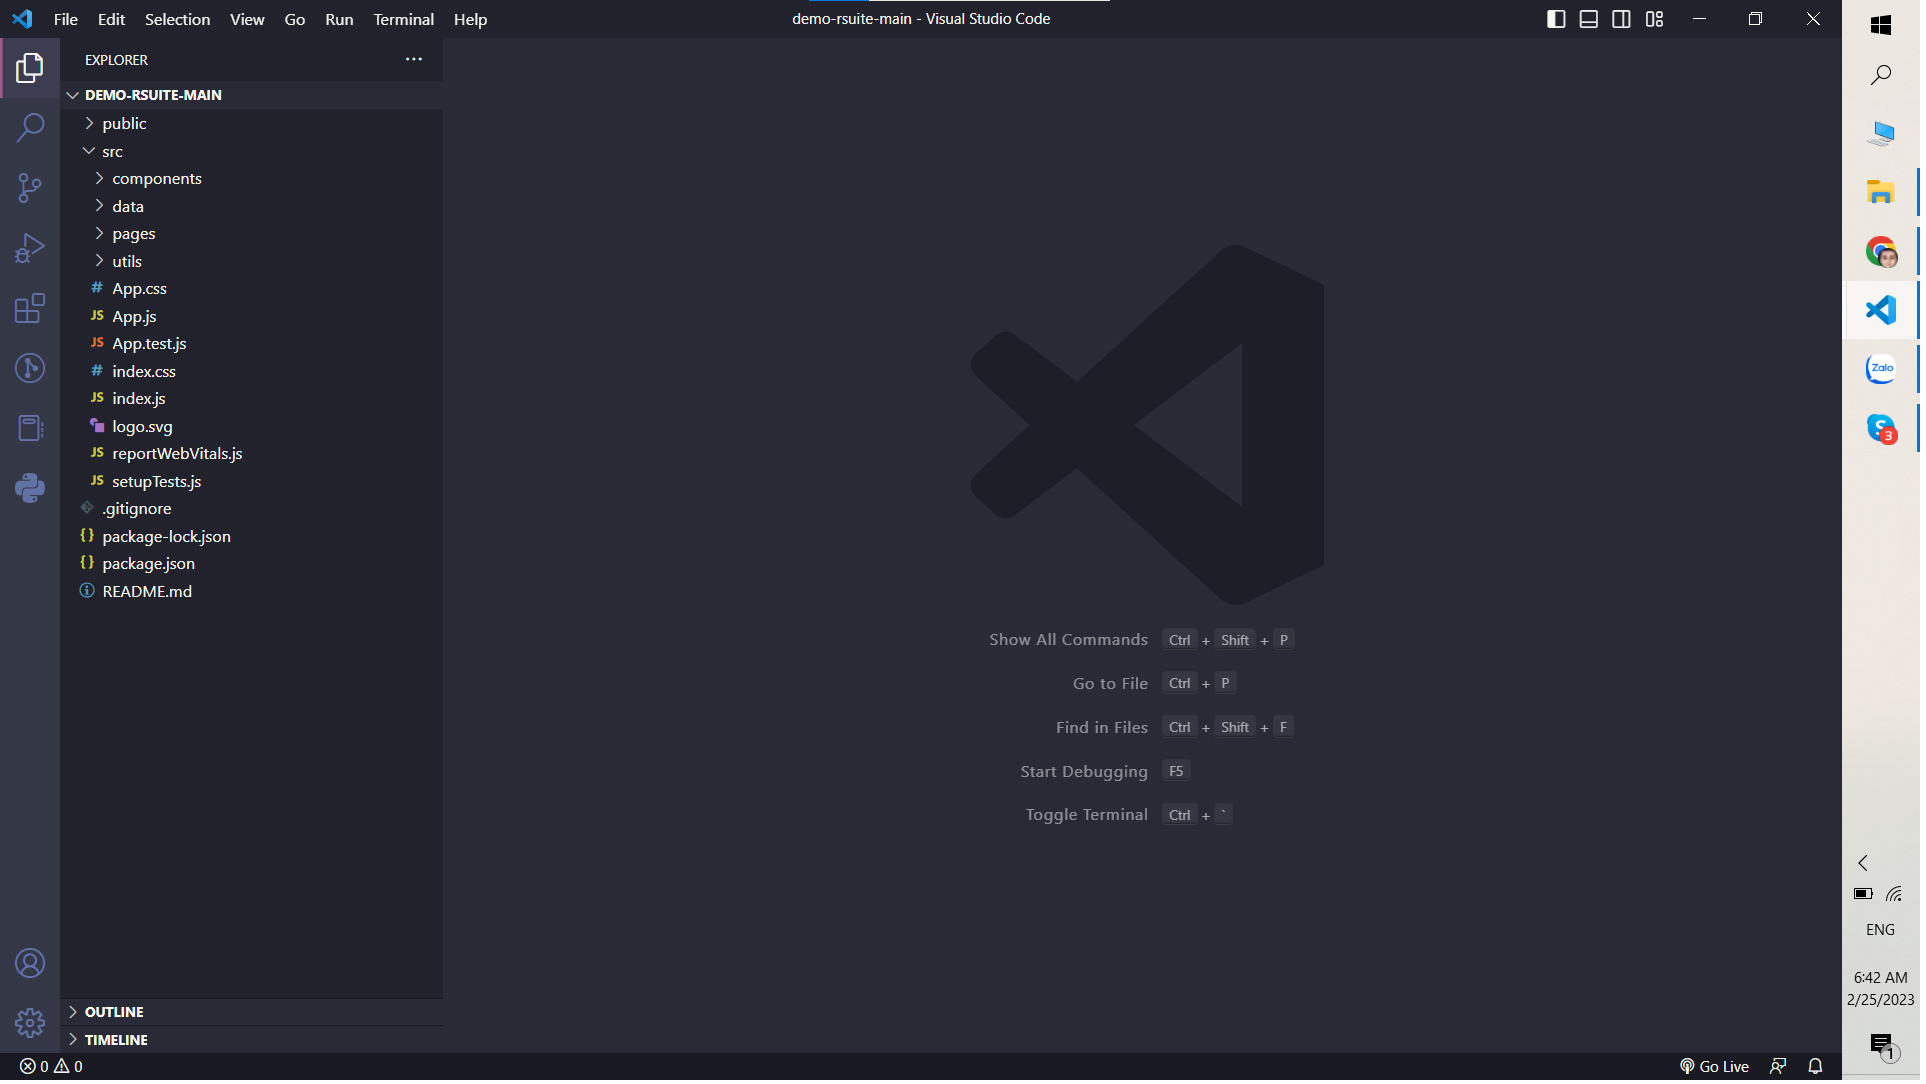 File Edit Selection View Go Run Terminal Help
demo-rsuite-main - Visual Studio Code
EXPLORER
DEMO-RSUITE-MAIN
public
src
components
data
pages
utils
# App.css
JS App.js
JS App.test.js
# index.css
JS index.js
logo.svg
JS reportWebVitals.js
JS setupTests.js
.gitignore
{} package-lock.json
{} package.json
README.md
OUTLINE
TIMELINE
0 0
Show All Commands Ctrl + Shift + P
Go to File Ctrl + P
Find in Files Ctrl + Shift + F
Start Debugging F5
Toggle Terminal Ctrl + `
Go Live
Zalo
S 3
ENG
6:42 AM
2/25/2023
1